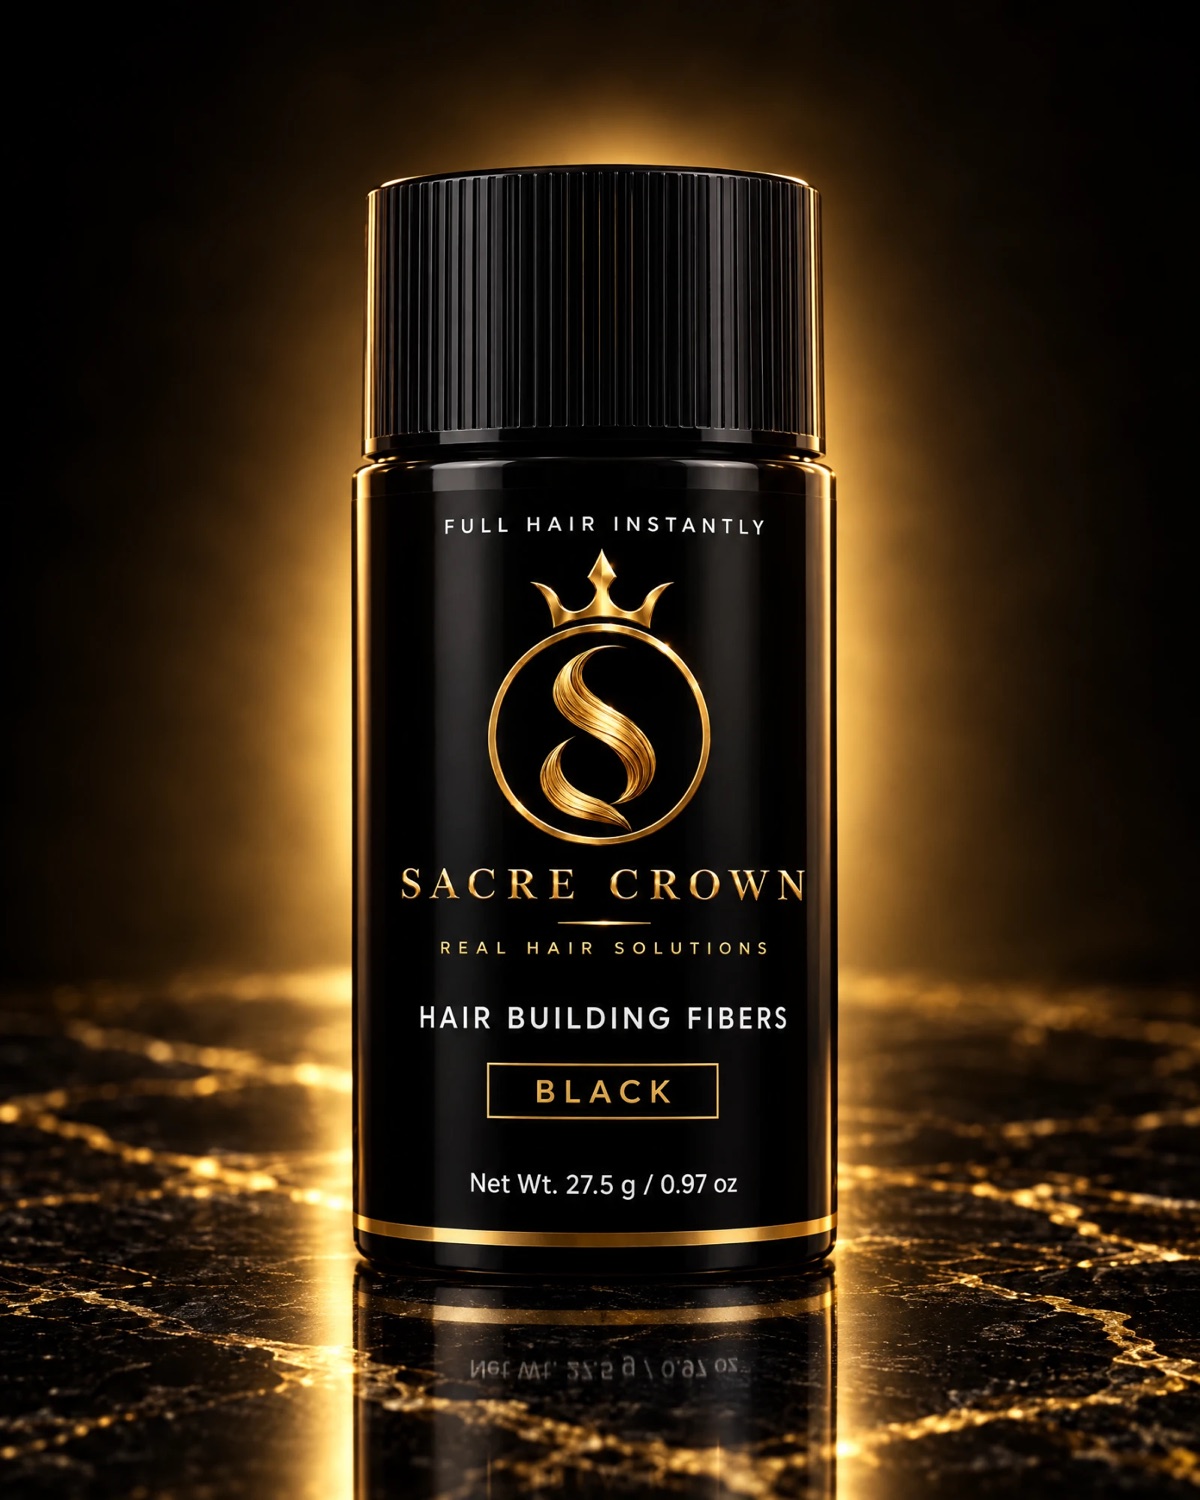 FULL HAIR INSTANTLY
SACRE CROWN
REAL HAIR SOLUTIONS
HAIR BUILDING FIBERS
BLACK
Net Wt. 27.5 g / 0.97 oz